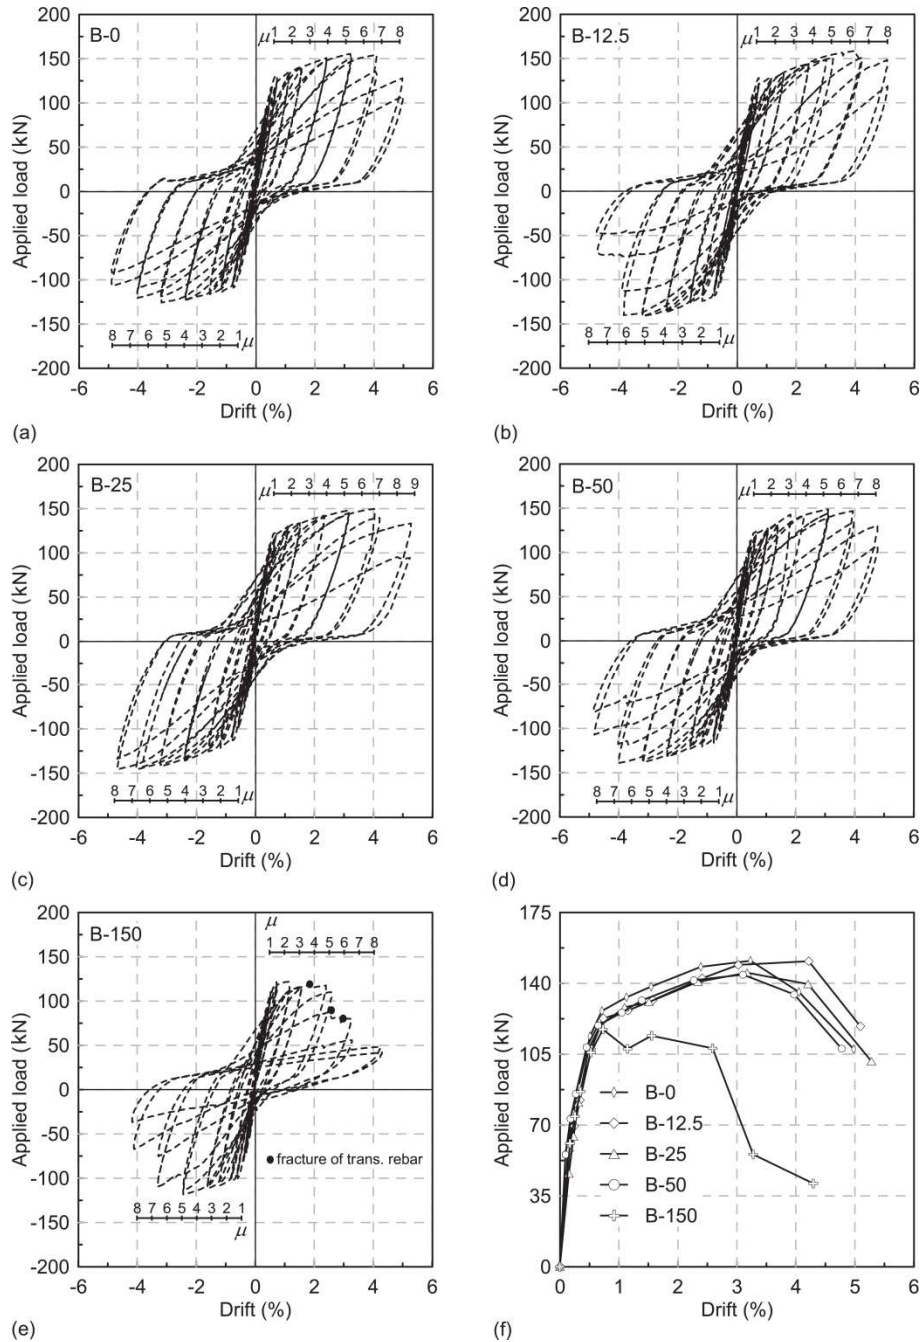 B-0
μ 1 2 3 4 5 6 7 8
200
150
100
50
0
-50
-100
-150
-200
Applied load (kN)
8 7 6 5 4 3 2 1 μ
-6 -4 -2 0 2 4 6
Drift (%)
(a)
B-12.5
μ 1 2 3 4 5 6 7 8
200
150
100
50
0
-50
-100
-150
-200
Applied load (kN)
8 7 6 5 4 3 2 1 μ
-6 -4 -2 0 2 4 6
Drift (%)
(b)
B-25
μ 1 2 3 4 5 6 7 8 9
200
150
100
50
0
-50
-100
-150
-200
Applied load (kN)
8 7 6 5 4 3 2 1 μ
-6 -4 -2 0 2 4 6
Drift (%)
(c)
B-50
μ 1 2 3 4 5 6 7 8
200
150
100
50
0
-50
-100
-150
-200
Applied load (kN)
8 7 6 5 4 3 2 1 μ
-6 -4 -2 0 2 4 6
Drift (%)
(d)
B-150
μ
1 2 3 4 5 6 7 8
200
150
100
50
0
-50
-100
-150
-200
Applied load (kN)
● fracture of trans. rebar
8 7 6 5 4 3 2 1
μ
-6 -4 -2 0 2 4 6
Drift (%)
(e)
175
140
105
70
35
0
Applied load (kN)
B-0
B-12.5
B-25
B-50
B-150
0 1 2 3 4 5 6
Drift (%)
(f)